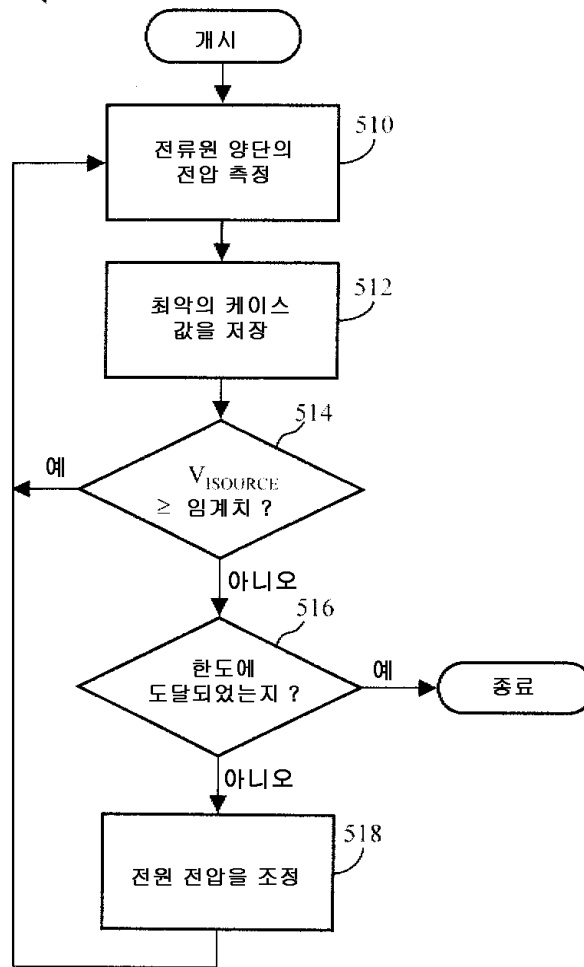 개시
전류원 양단의
전압 측정
510
최악의 케이스
값을 저장
512
514
예
V_ISOURCE
≥ 임계치 ?
아니오
516
한도에
도달되었는지 ?
예
종료
아니오
518
전원 전압을 조정